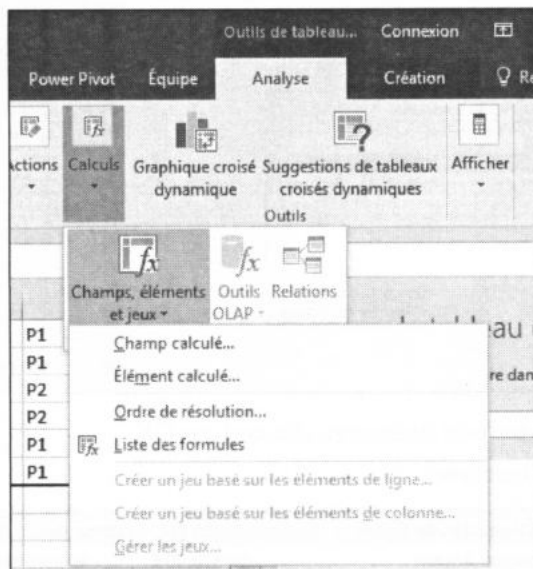 Outils de tableau... Connexion
Power Pivot Équipe Analyse Création
Actions Calculs Graphique croisé dynamique Suggestions de tableaux croisés dynamiques Afficher
Outils
Champs, éléments et jeux Outils OLAP Relations
P1
P1
P2
P2
P1
P1
Champ calculé...
Élément calculé...
Ordre de résolution...
Liste des formules
Créer un jeu basé sur les éléments de ligne...
Créer un jeu basé sur les éléments de colonne...
Gérer les jeux...